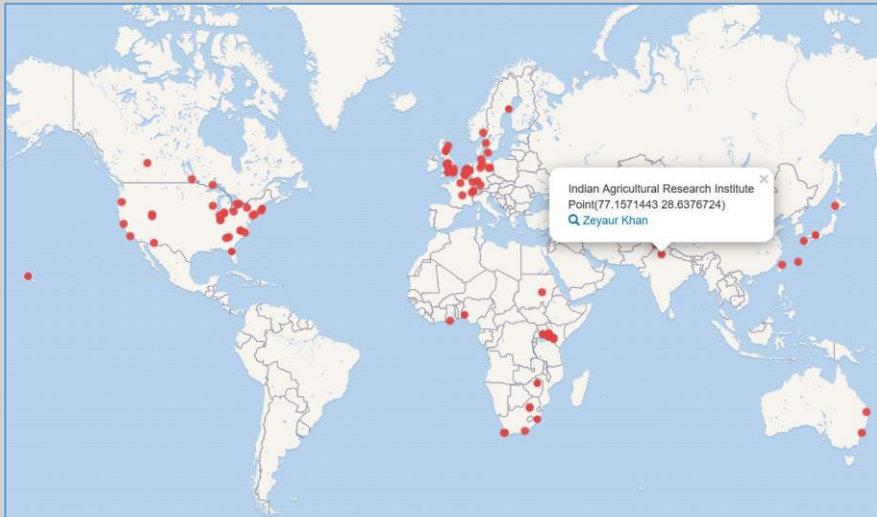 Indian Agricultural Research Institute
Point(77.1571443 28.6376724)
Zeyaur Khan